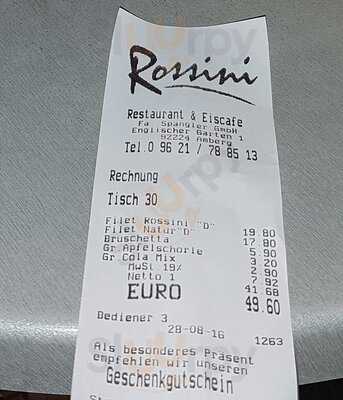 Rossini
Restaurant & Eiscafe
Fa Spangler GmbH
Englischer Garten 1
92224 Amberg
Tel.0 96 21 / 78 85 13
Rechnung
Tisch 30
Filet Rossini "D" 19.80
Filet Natur"D" 17.80
Bruschetta 5.90
Gr.Apfelschorle 3.20
Gr.Cola Mix 2.90
MwSt 19% 7.92
Netto 1 41.68
EURO 49.60
Bediener 3
28-08-16 1263
Als besonderes Präsent
empfehlen wir unseren
Geschenkgutschein